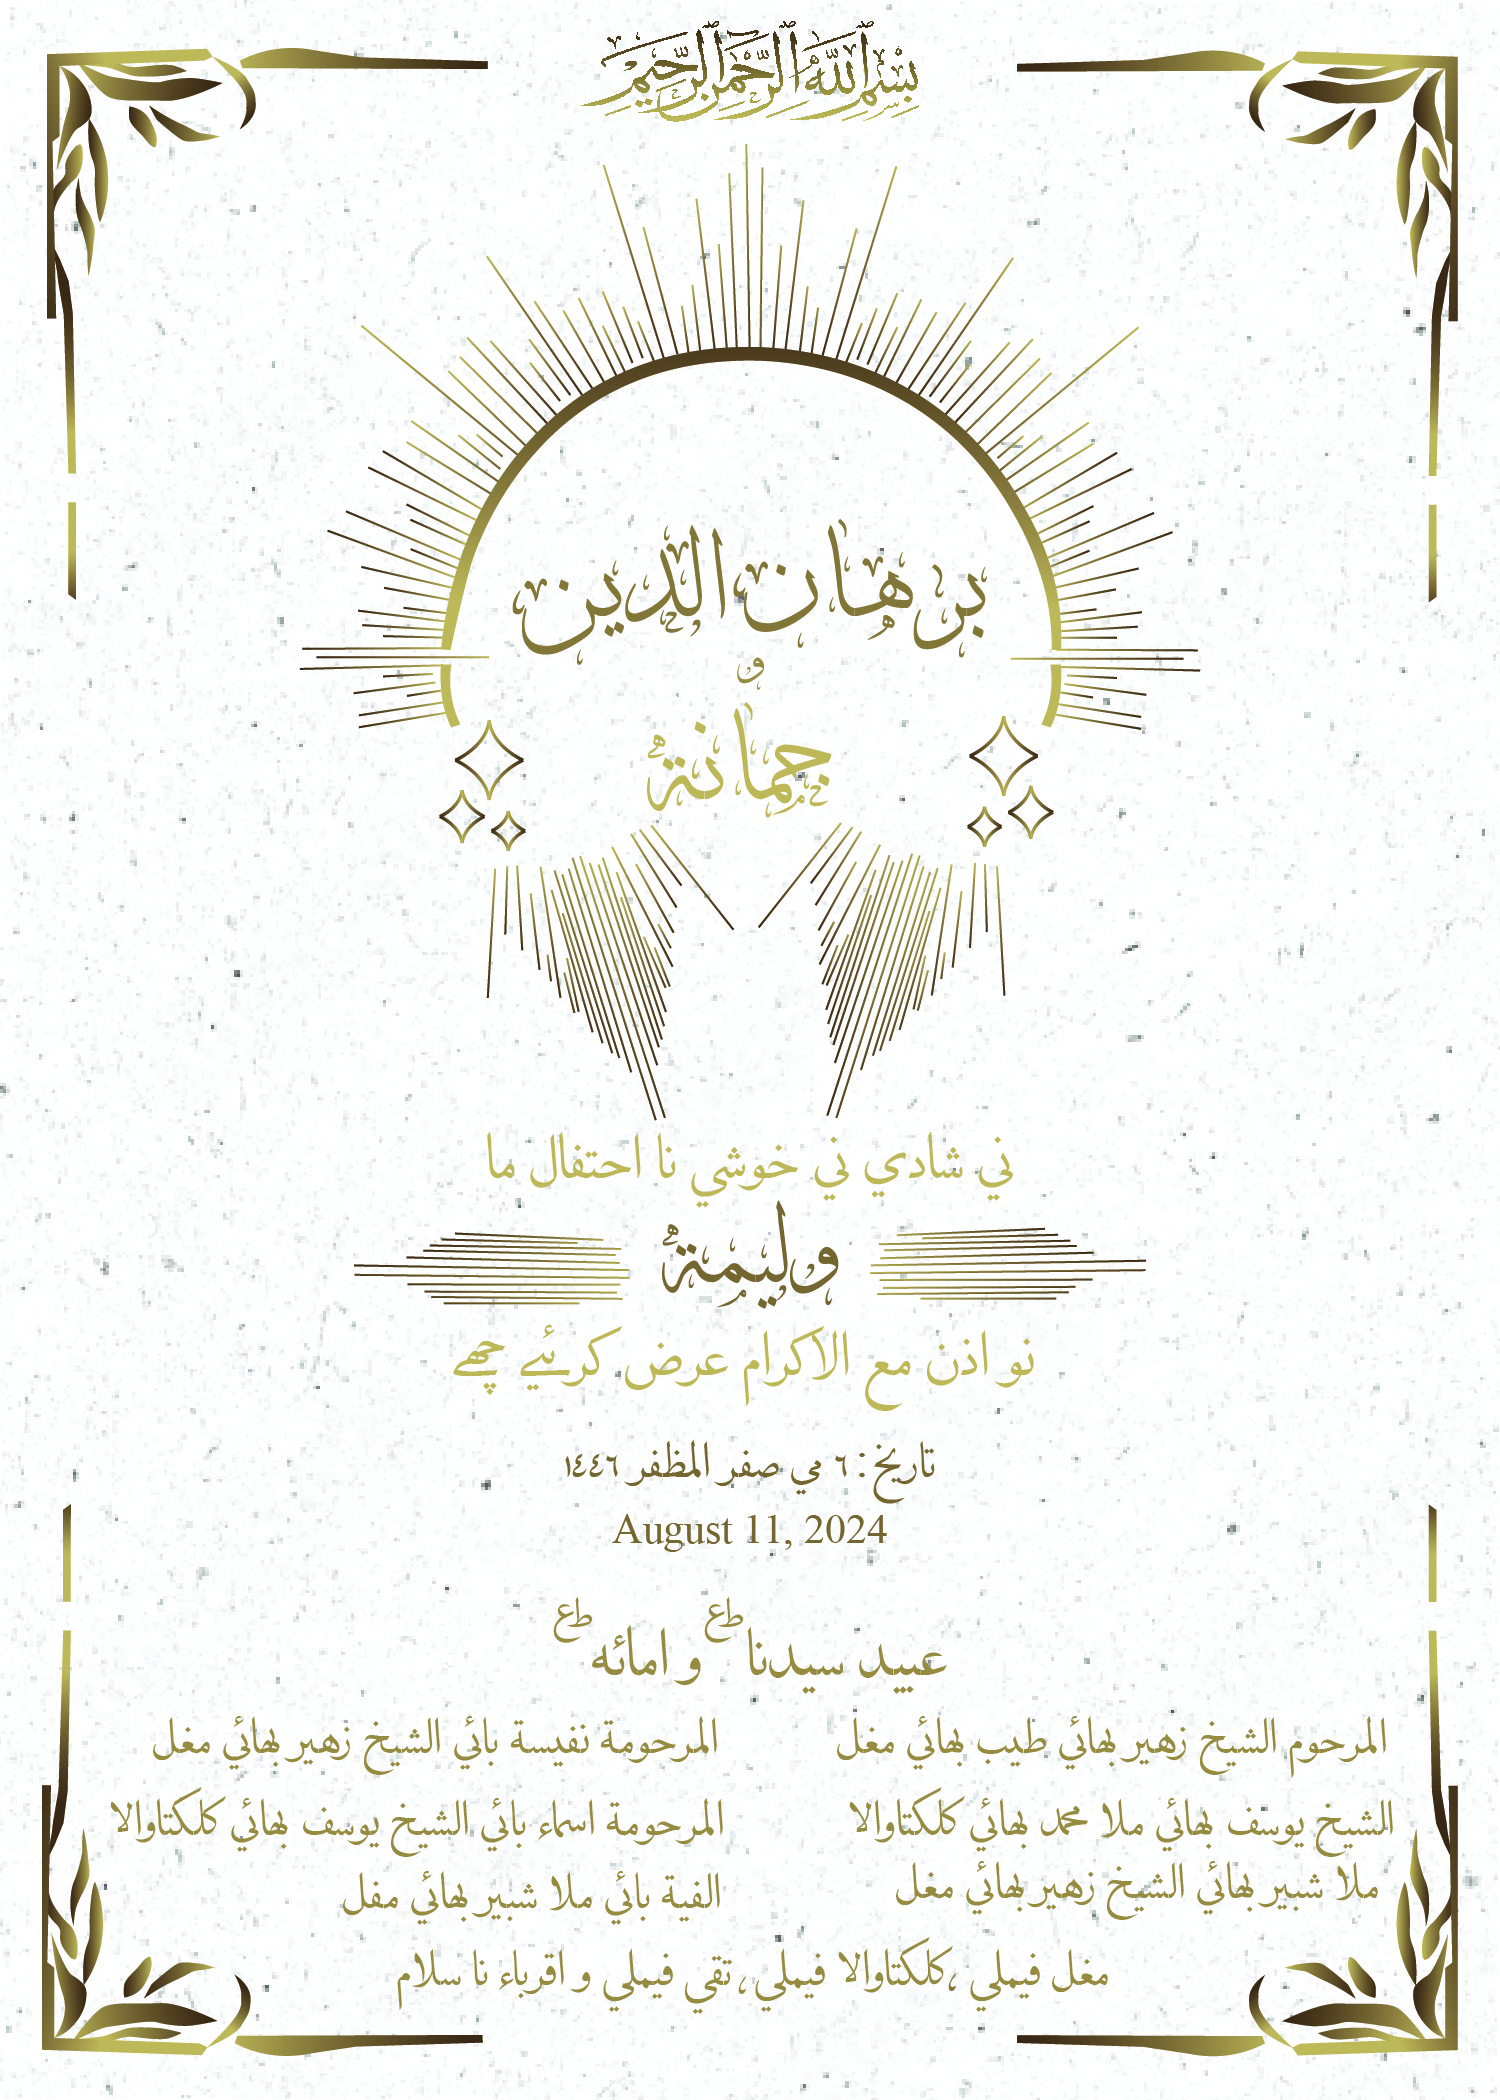 بسم الله الرحمن الرحيم
برهان الدين
و
جمانة
ني شادي ني خوشي نا احتفال ما
وليمة
نو اذن مع الاكرام عرض كرئيے چھے
تاريخ: ٦ مي صفر المظفر ١٤٤٦
August 11, 2024
عبيد سيدنا طع و امائه طع
المرحوم الشيخ زهير بهائي طيب بهائي مغل
المرحومة نفيسة بائي الشيخ زهير بهائي مغل
الشيخ يوسف بهائي ملا محمد بهائي كلكتاوالا
المرحومة اسماء بائي الشيخ يوسف بهائي كلكتاوالا
ملا شبير بهائي الشيخ زهير بهائي مغل
الفية بائي ملا شبير بهائي مفل
مغل فيملي ،كلكتاوالا فيملي،تقي فيملي و اقرباء نا سلام